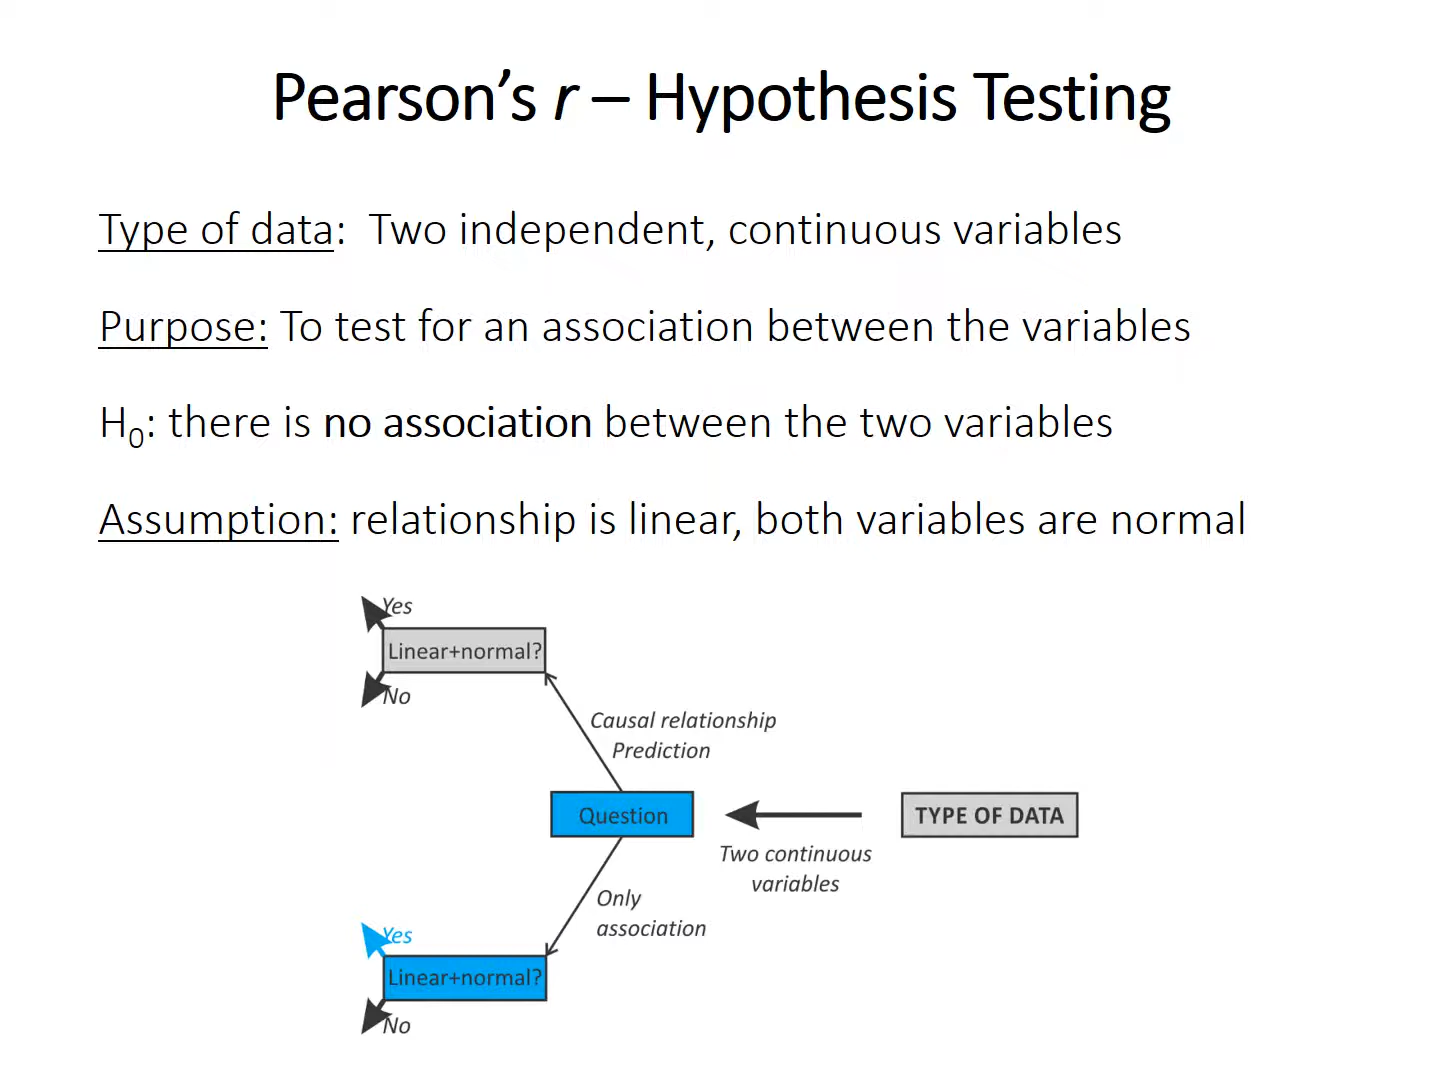 Pearson’s r – Hypothesis Testing
Type of data: Two independent, continuous variables
Purpose: To test for an association between the variables
H0: there is no association between the two variables
Assumption: relationship is linear, both variables are normal
Yes
Linear+normal?
No
Causal relationship
Prediction
Question
TYPE OF DATA
Two continuous
variables
Only
association
Yes
Linear+normal?
No